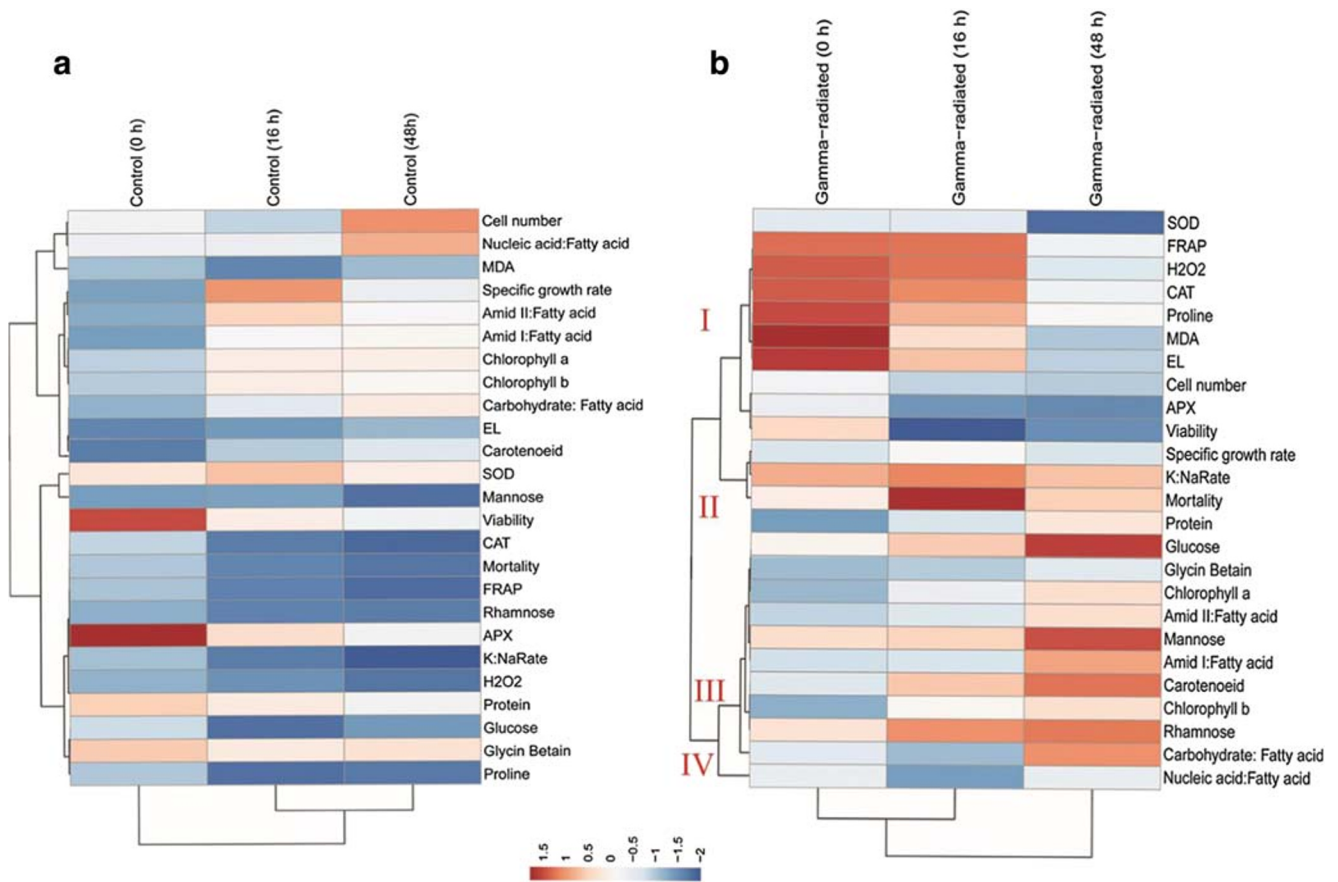 a
Control (0 h)
Control (16 h)
Control (48h)
Cell number
Nucleic acid:Fatty acid
MDA
Specific growth rate
Amid II:Fatty acid
Amid I:Fatty acid
Chlorophyll a
Chlorophyll b
Carbohydrate: Fatty acid
EL
Carotenoid
SOD
Mannose
Viability
CAT
Mortality
FRAP
Rhamnose
APX
K:NaRate
H2O2
Protein
Glucose
Glycin Betain
Proline
b
Gamma-radiated (0 h)
Gamma-radiated (16 h)
Gamma-radiated (48 h)
SOD
FRAP
H2O2
CAT
Proline
MDA
EL
Cell number
APX
Viability
Specific growth rate
K:NaRate
Mortality
Protein
Glucose
Glycin Betain
Chlorophyll a
Amid II:Fatty acid
Mannose
Amid I:Fatty acid
Carotenoid
Chlorophyll b
Rhamnose
Carbohydrate: Fatty acid
Nucleic acid:Fatty acid
I
II
III
IV
1.5
1
0.5
0
-0.5
-1
-1.5
-2